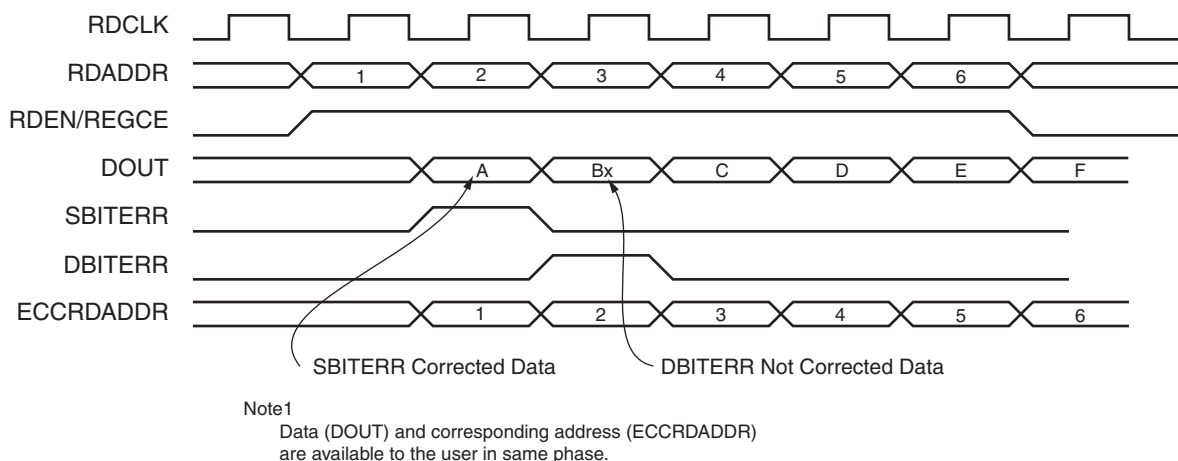 RDCLK
RDADDR 1 2 3 4 5 6
RDEN/REGCE
DOUT A Bx C D E F
SBITERR
DBITERR
ECCRDADDR 1 2 3 4 5 6
SBITERR Corrected Data DBITERR Not Corrected Data
Note1
Data (DOUT) and corresponding address (ECCRDADDR)
are available to the user in same phase.